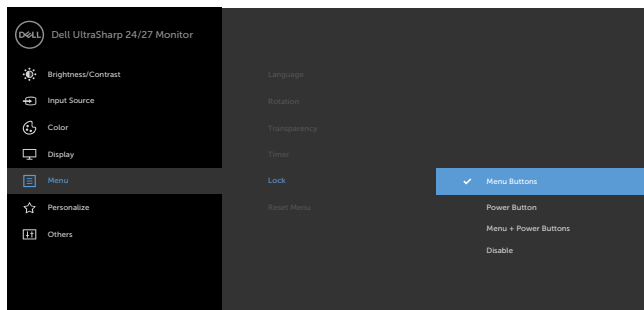 DELL Dell UltraSharp 24/27 Monitor
Brightness/Contrast
Input Source
Color
Display
Menu
Personalize
Others
Language
Rotation
Transparency
Timer
Lock
Reset Menu
Menu Buttons
Power Button
Menu + Power Buttons
Disable